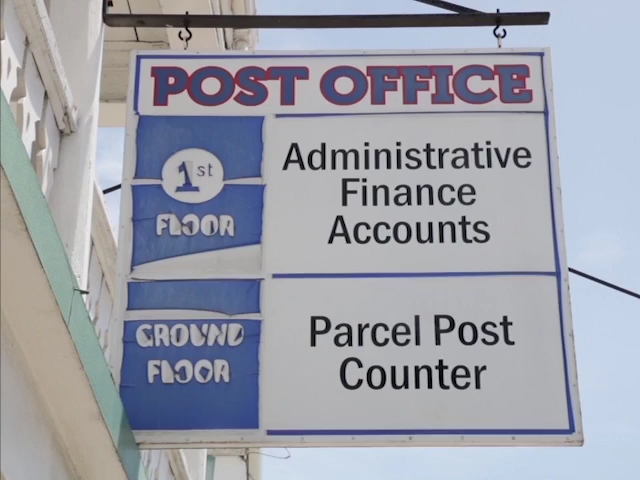 POST OFFICE
1st
FLOOR
Administrative
Finance
Accounts
GROUND
FLOOR
Parcel Post
Counter